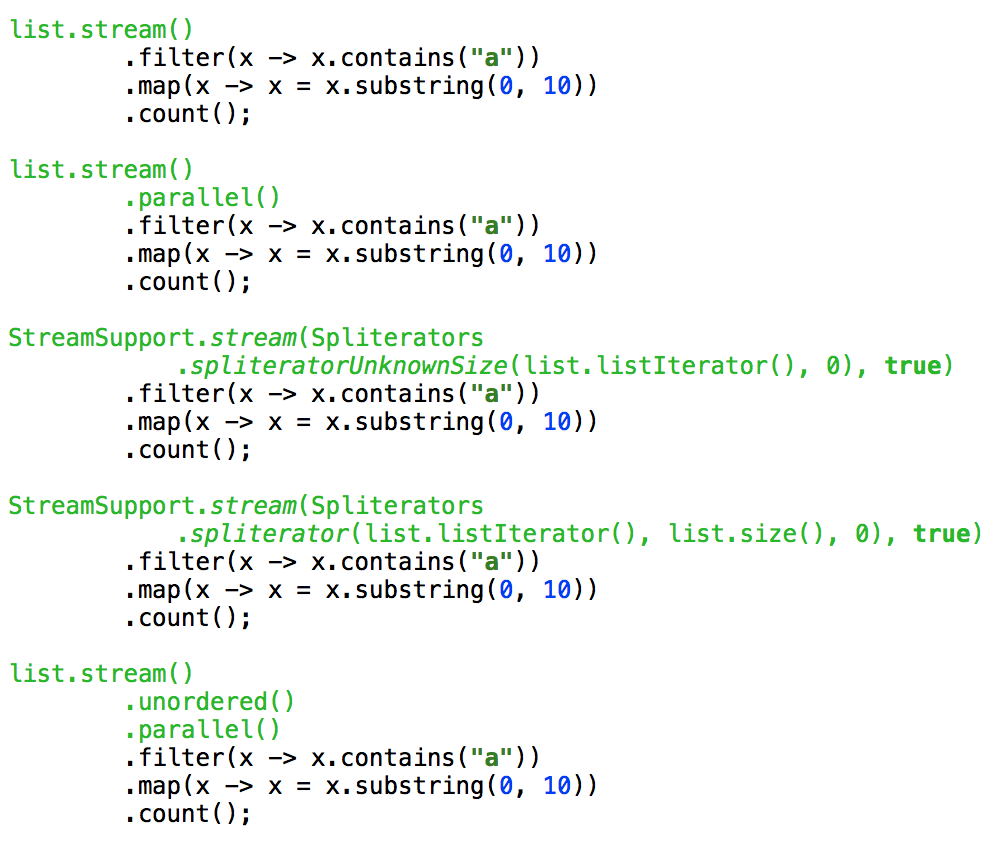 list.stream()
        .filter(x -> x.contains("a"))
        .map(x -> x = x.substring(0, 10))
        .count();

list.stream()
        .parallel()
        .filter(x -> x.contains("a"))
        .map(x -> x = x.substring(0, 10))
        .count();

StreamSupport.stream(Spliterators
            .spliteratorUnknownSize(list.listIterator(), 0), true)
        .filter(x -> x.contains("a"))
        .map(x -> x = x.substring(0, 10))
        .count();

StreamSupport.stream(Spliterators
            .spliterator(list.listIterator(), list.size(), 0), true)
        .filter(x -> x.contains("a"))
        .map(x -> x = x.substring(0, 10))
        .count();

list.stream()
        .unordered()
        .parallel()
        .filter(x -> x.contains("a"))
        .map(x -> x = x.substring(0, 10))
        .count();